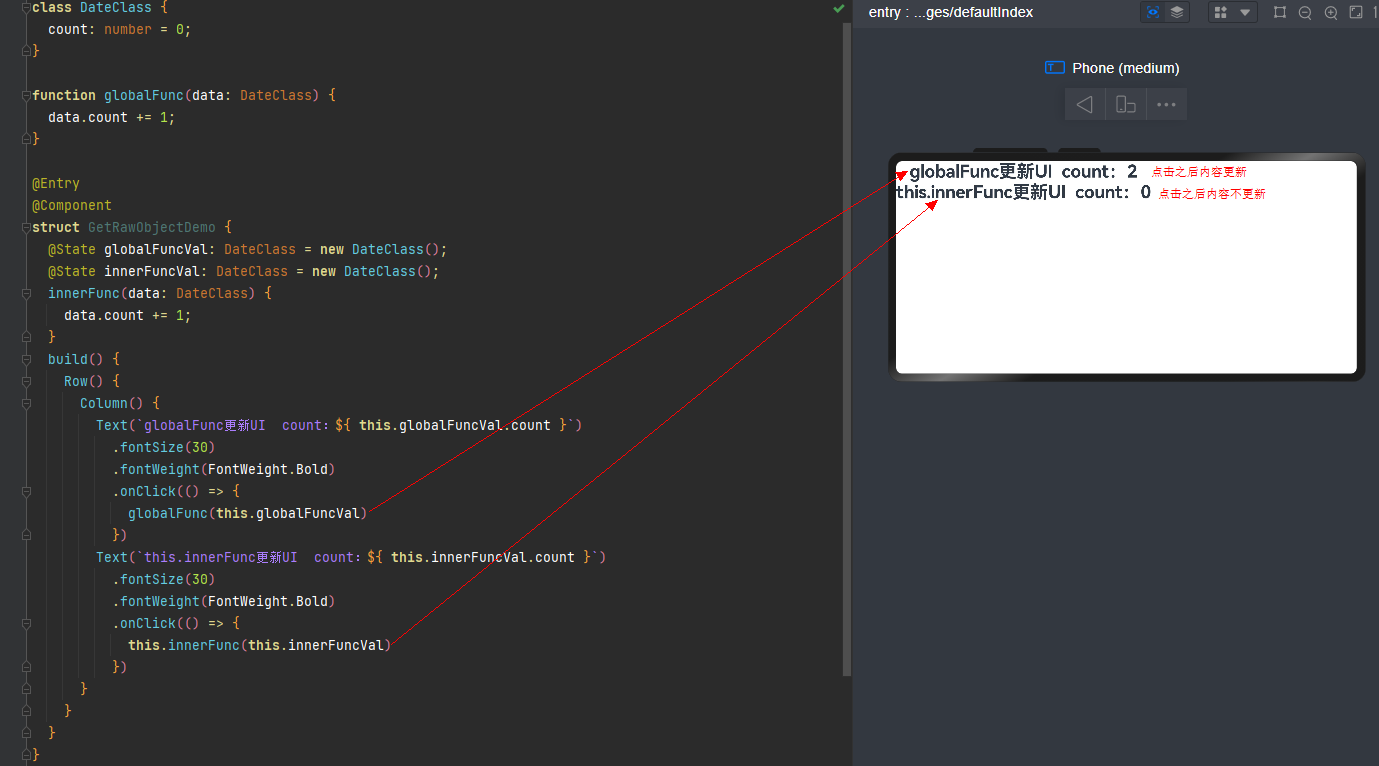 class DateClass {
count: number = 0;
}
function globalFunc(data: DateClass) {
data.count += 1;
}
@Entry
@Component
struct GetRawObjectDemo {
@State globalFuncVal: DateClass = new DateClass();
@State innerFuncVal: DateClass = new DateClass();
innerFunc(data: DateClass) {
data.count += 1;
}
build() {
Row() {
Column() {
Text(`globalFunc更新UI  count：${ this.globalFuncVal.count }`)
.fontSize(30)
.fontWeight(FontWeight.Bold)
.onClick(() => {
globalFunc(this.globalFuncVal)
})
Text(`this.innerFunc更新UI  count：${ this.innerFuncVal.count }`)
.fontSize(30)
.fontWeight(FontWeight.Bold)
.onClick(() => {
this.innerFunc(this.innerFuncVal)
})
}
}
}
}
entry : ...ges/defaultIndex
Phone (medium)
globalFunc更新UI  count：2 点击之后内容更新
this.innerFunc更新UI  count：0 点击之后内容不更新